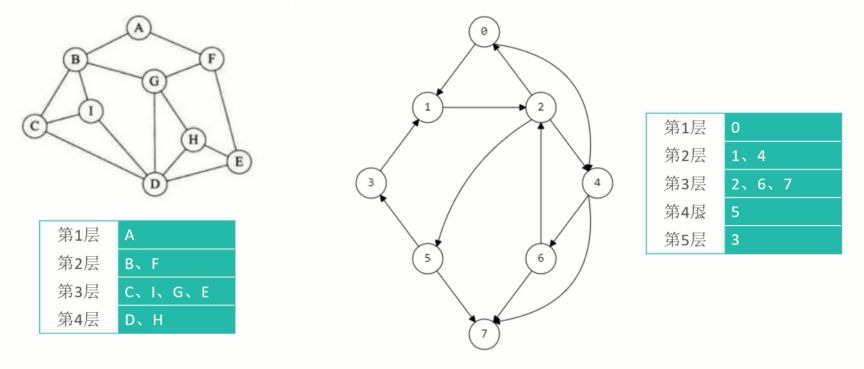 A
B
F
G
I
C
H
E
D
第1层 A
第2层 B、F
第3层 C、I、G、E
第4层 D、H
0
1
2
3
4
5
6
7
第1层 0
第2层 1、4
第3层 2、6、7
第4层 5
第5层 3